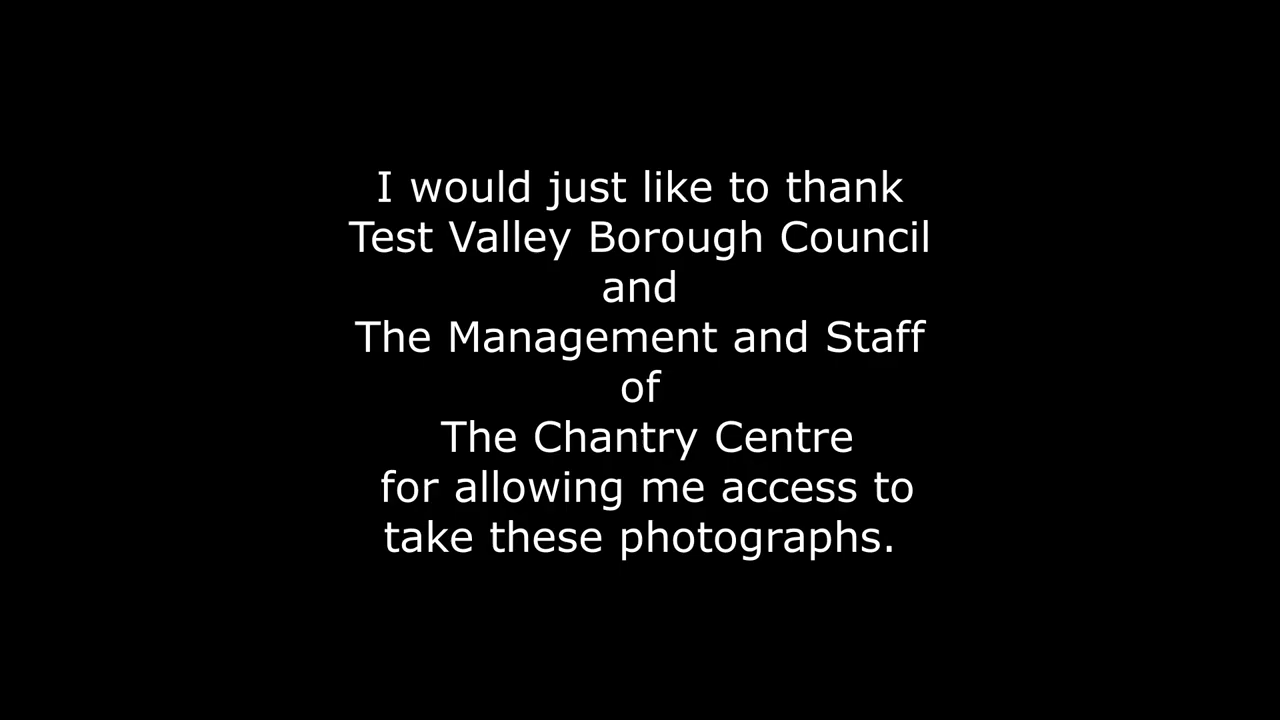 I would just like to thank
Test Valley Borough Council
and
The Management and Staff
of
The Chantry Centre
for allowing me access to
take these photographs.